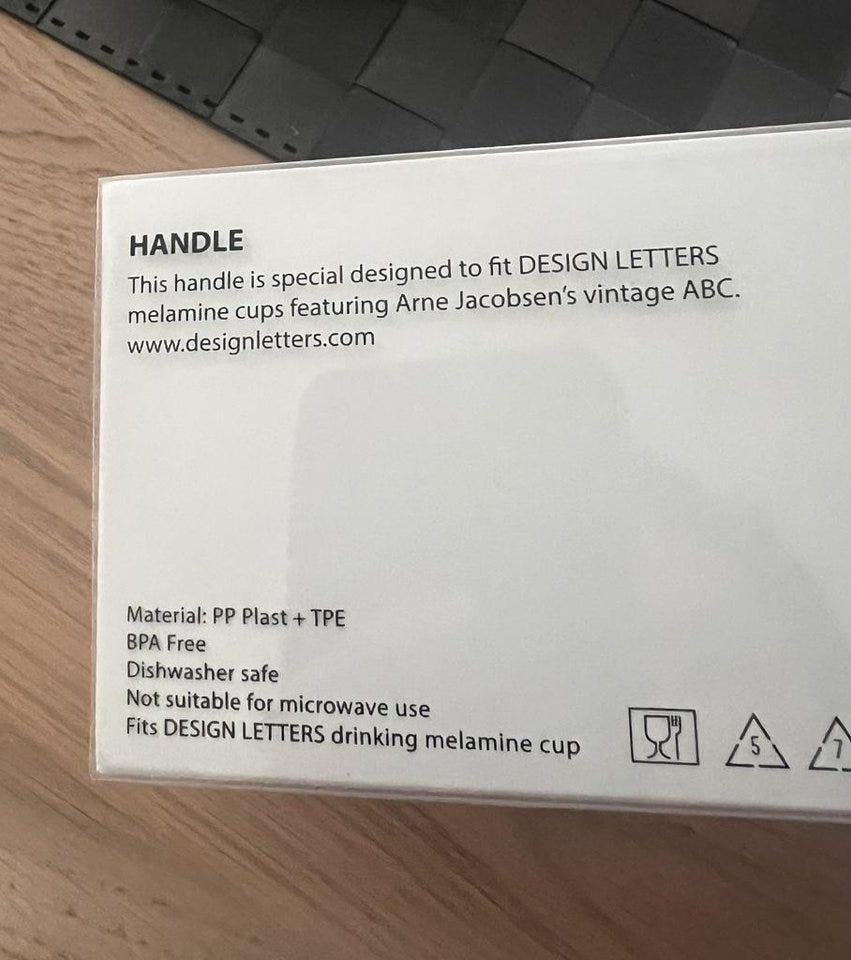 HANDLE
This handle is special designed to fit DESIGN LETTERS
melamine cups featuring Arne Jacobsen's vintage ABC.
www.designletters.com
Material: PP Plast + TPE
BPA Free
Dishwasher safe
Not suitable for microwave use
Fits DESIGN LETTERS drinking melamine cup
5 7